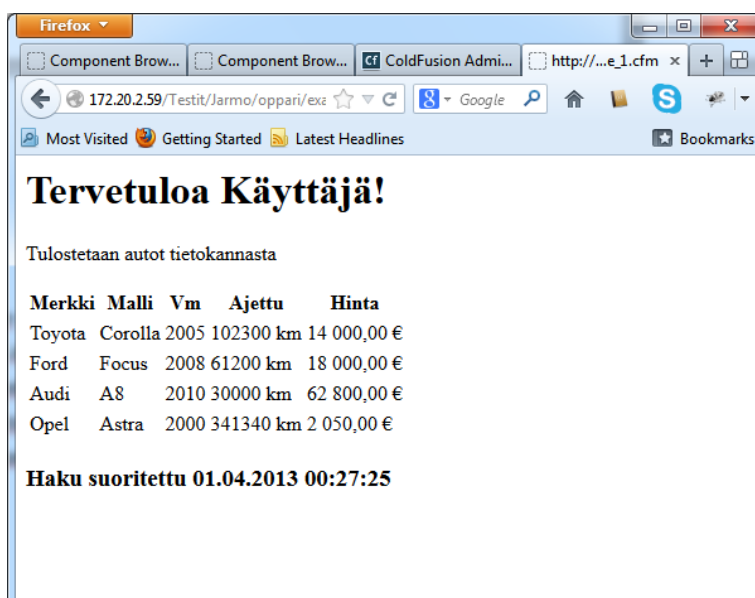 Firefox
Component Brow... Component Brow... Cf ColdFusion Admi... http://...e_1.cfm
172.20.2.59/Testit/Jarmo/oppari/exa 8 Google
Most Visited Getting Started Latest Headlines Bookmarks
Tervetuloa Käyttäjä!
Tulostetaan autot tietokannasta
Merkki Malli Vm Ajettu Hinta
Toyota Corolla 2005 102300 km 14 000,00 €
Ford Focus 2008 61200 km 18 000,00 €
Audi A8 2010 30000 km 62 800,00 €
Opel Astra 2000 341340 km 2 050,00 €
Haku suoritettu 01.04.2013 00:27:25